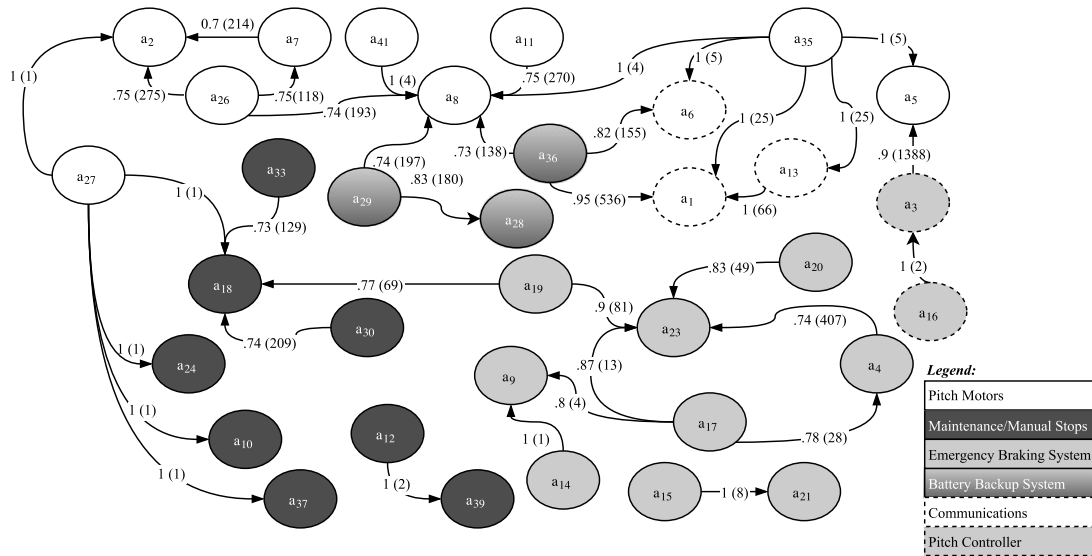 a2
0.7 (214)
a7
a41
a11
a35
1 (1)
.75 (275)
a26
.75(118)
.74 (193)
1 (4)
a8
.75 (270)
1 (4)
1 (5)
a6
1 (5)
a5
1 (25)
1 (25)
.82 (155)
.73 (138)
a36
.9 (1388)
a27
a33
1 (1)
.74 (197)
.83 (180)
a29
a28
.95 (536)
a1
a13
1 (66)
a3
.73 (129)
a18
.77 (69)
a19
.83 (49)
a20
1 (2)
a16
.9 (81)
a23
.74 (407)
.74 (209)
a30
1 (1)
a24
.87 (13)
a4
a9
.8 (4)
a17
.78 (28)
1 (1)
a10
a12
1 (1)
a14
1 (1)
a37
1 (2)
a39
a15
1 (8)
a21
Legend:
Pitch Motors
Maintenance/Manual Stops
Emergency Braking System
Battery Backup System
Communications
Pitch Controller